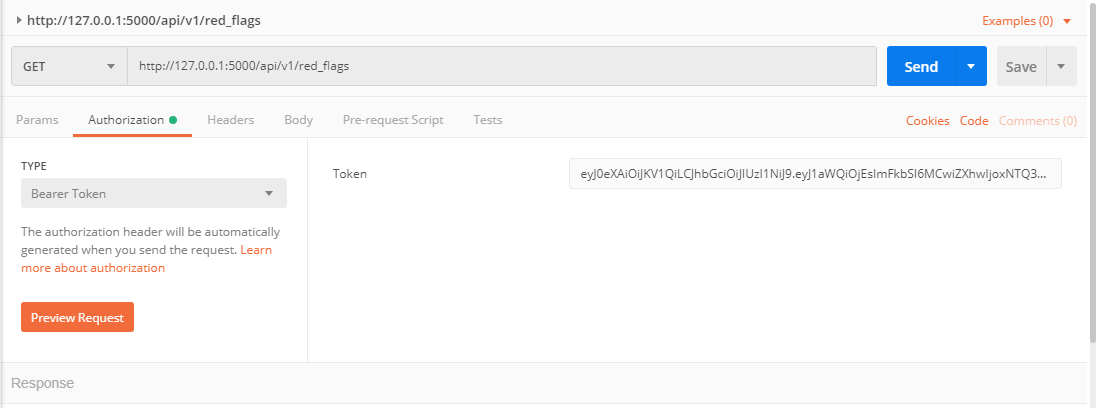 http://127.0.0.1:5000/api/v1/red_flags
Examples (0)
GET
http://127.0.0.1:5000/api/v1/red_flags
Send
Save
Params
Authorization
Headers
Body
Pre-request Script
Tests
Cookies
Code
Comments (0)
TYPE
Bearer Token
The authorization header will be automatically
generated when you send the request. Learn
more about authorization
Preview Request
Token
eyJ0eXAiOiJKV1QiLCJhbGciOiJIUzI1NiJ9.eyJ1aWQiOjEsImFkbSI6MCwiZXhwIjoxNTQ3...
Response